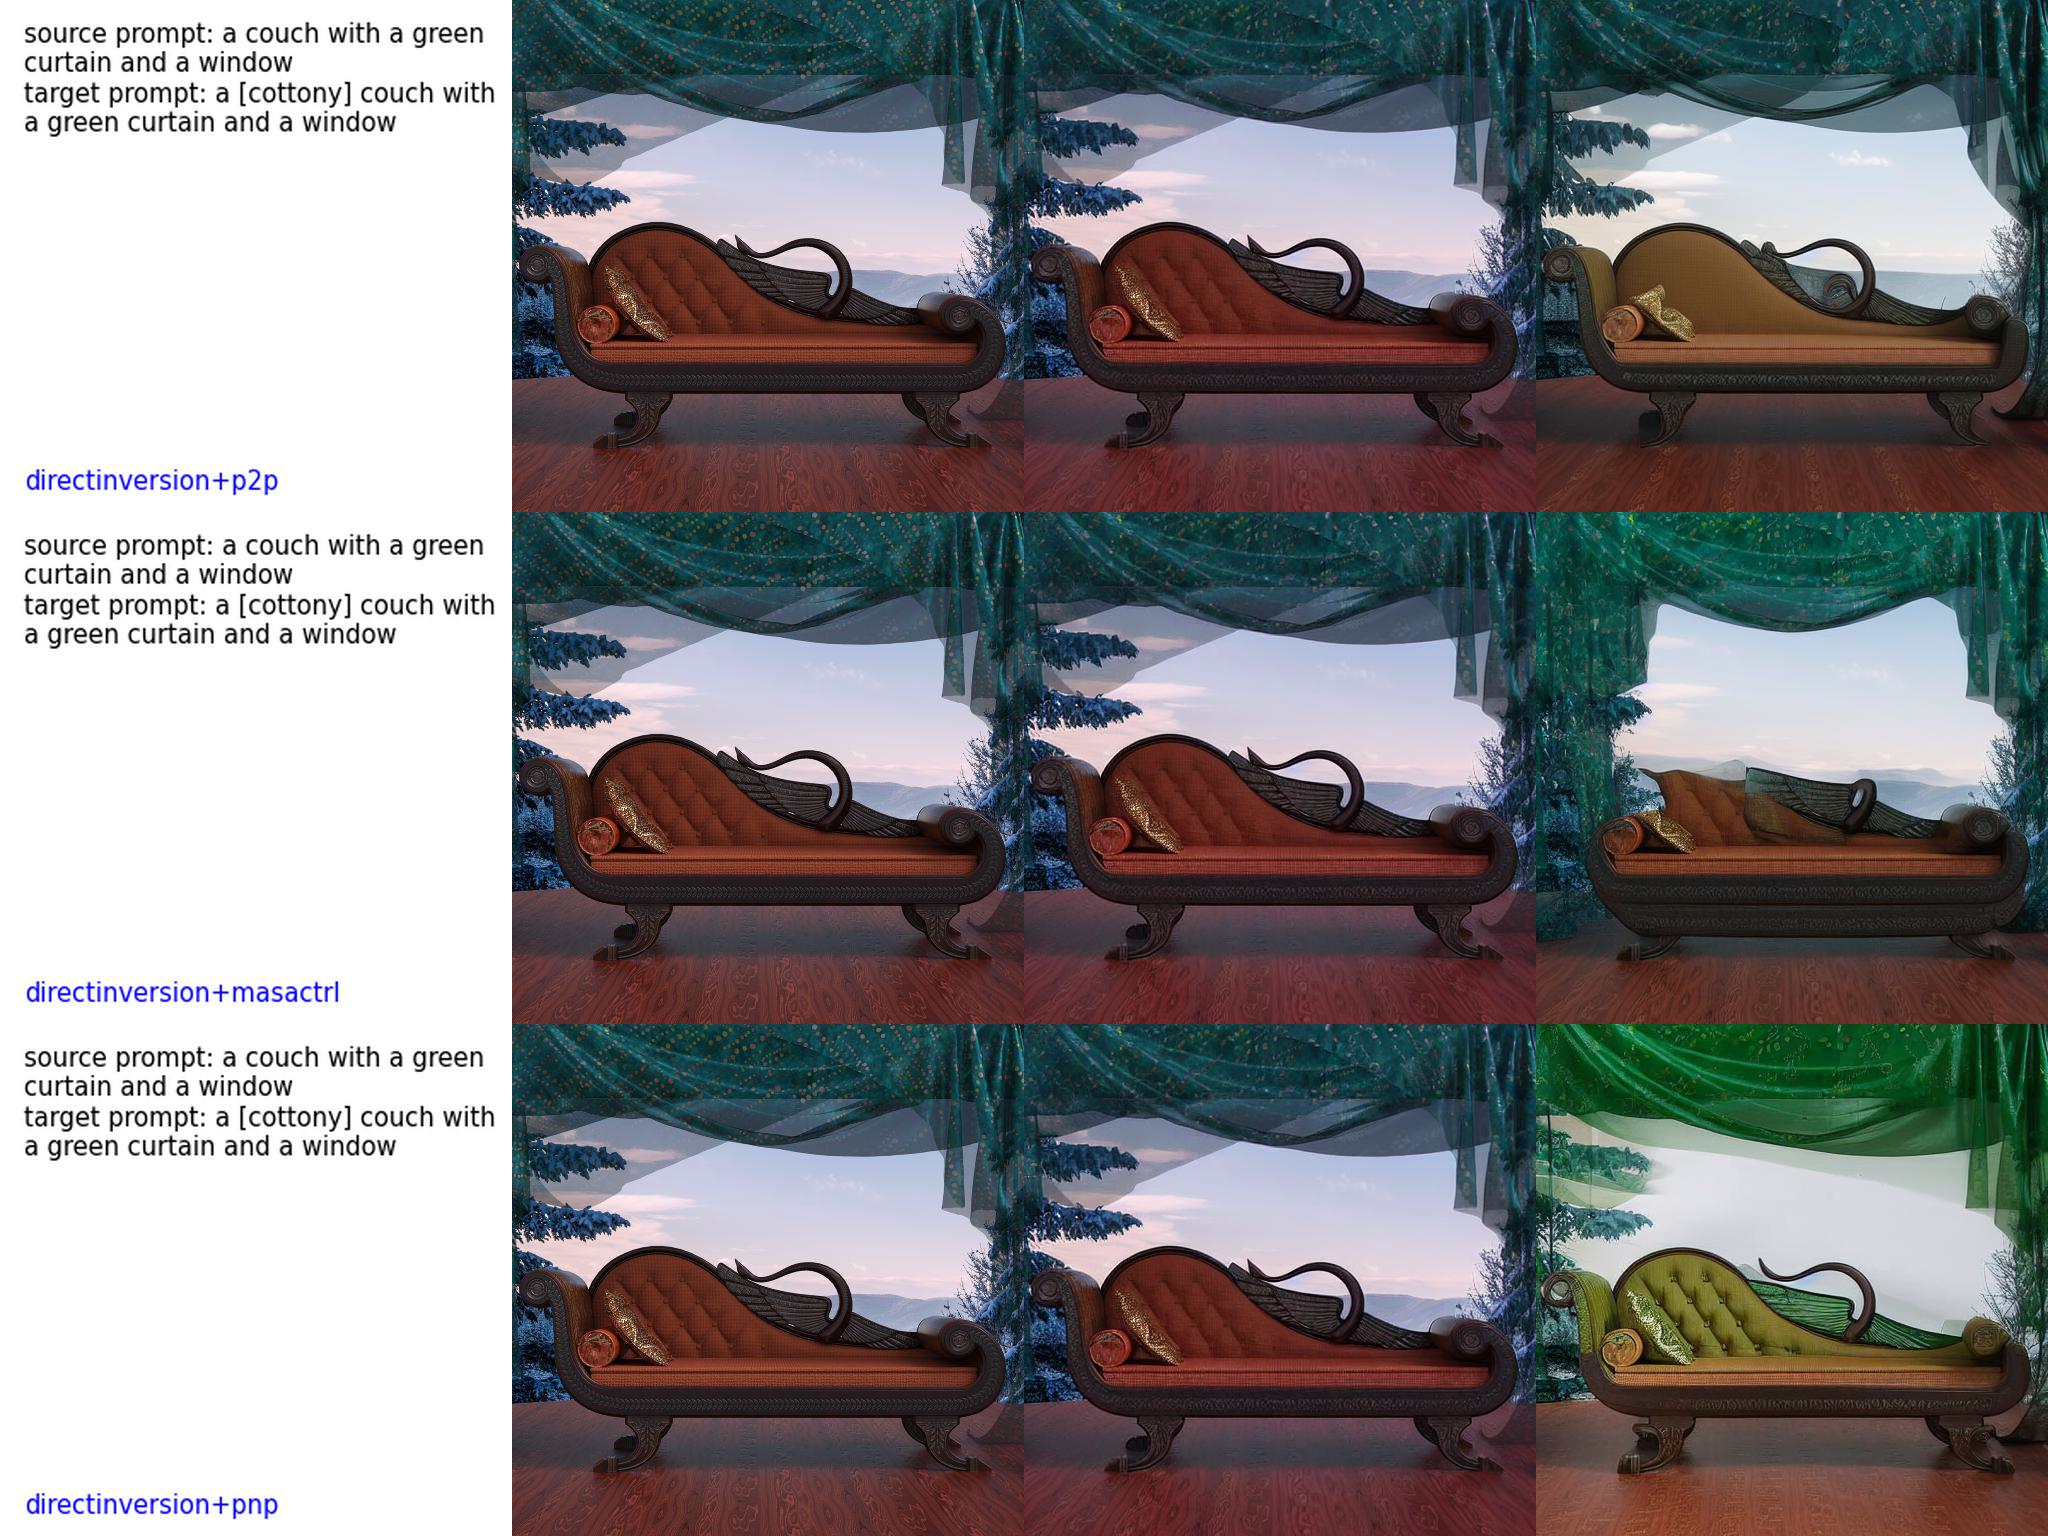 source prompt: a couch with a green
curtain and a window
target prompt: a [cottony] couch with
a green curtain and a window
directinversion+p2p
source prompt: a couch with a green
curtain and a window
target prompt: a [cottony] couch with
a green curtain and a window
directinversion+masactrl
source prompt: a couch with a green
curtain and a window
target prompt: a [cottony] couch with
a green curtain and a window
directinversion+pnp